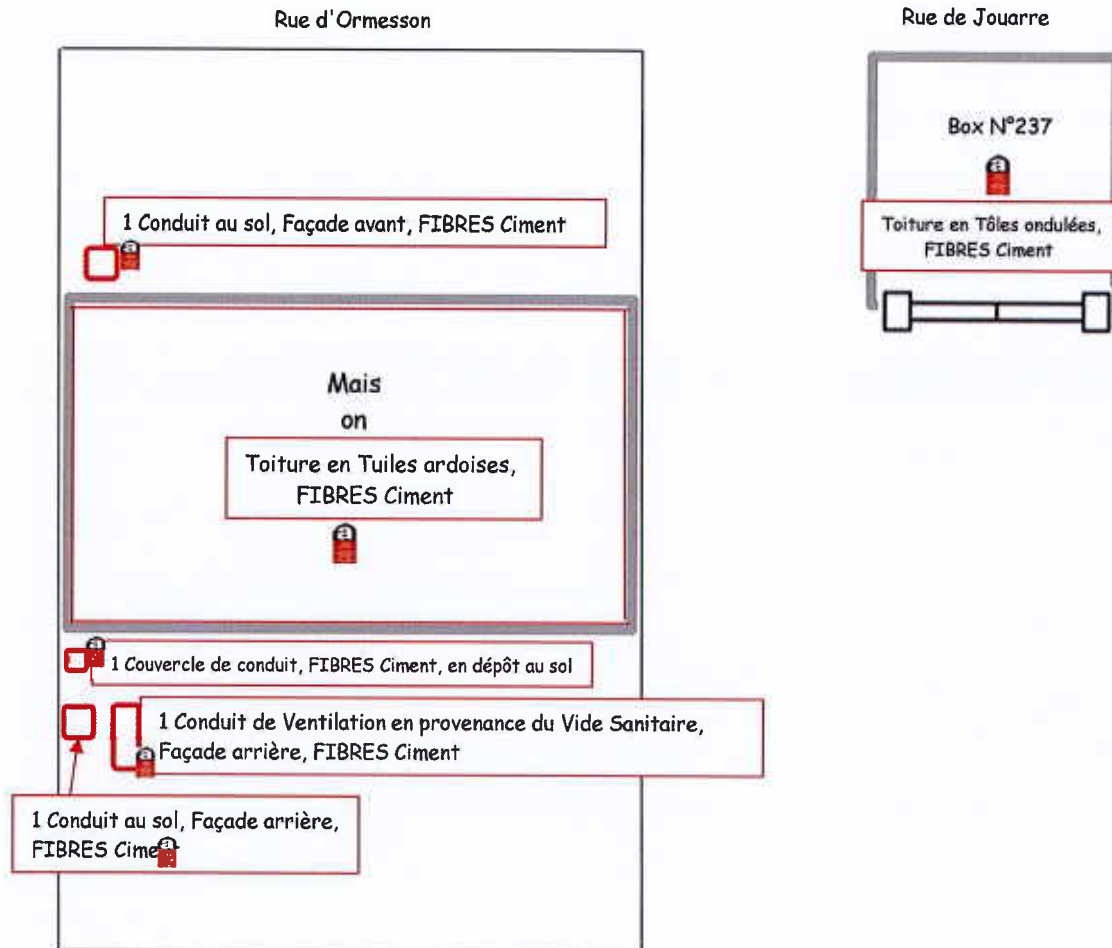 Rue d'Ormesson
1 Conduit au sol, Façade avant, FIBRES Ciment
a
Mais
on
Toiture en Tuiles ardoises,
FIBRES Ciment
a
a
1 Couvercle de conduit, FIBRES Ciment, en dépôt au sol
1 Conduit de Ventilation en provenance du Vide Sanitaire,
Façade arrière, FIBRES Ciment
a
1 Conduit au sol, Façade arrière,
FIBRES Cime
a
Rue de Jouarre
Box N°237
a
Toiture en Tôles ondulées,
FIBRES Ciment